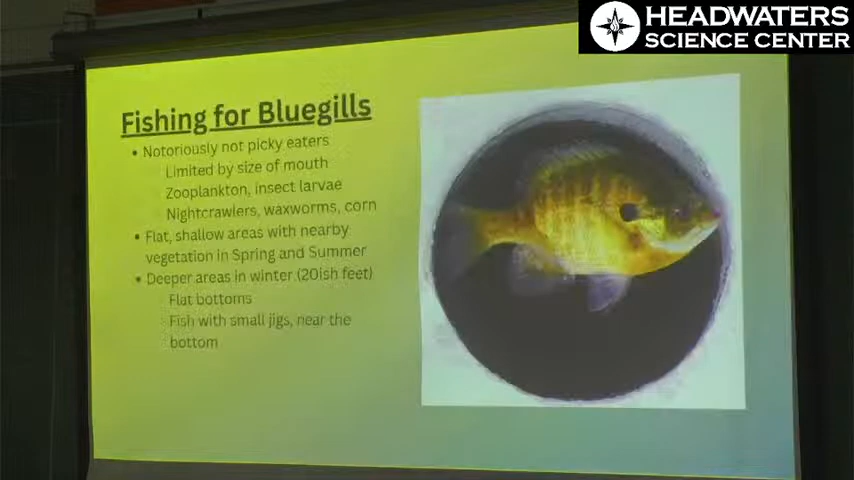 HEADWATERS
SCIENCE CENTER
Fishing for Bluegills
• Notoriously not picky eaters
Limited by size of mouth
Zooplankton, insect larvae
Nightcrawlers, waxworms, corn
• Flat, shallow areas with nearby
vegetation in Spring and Summer
• Deeper areas in winter (20ish feet)
Flat bottoms
Fish with small jigs, near the
bottom